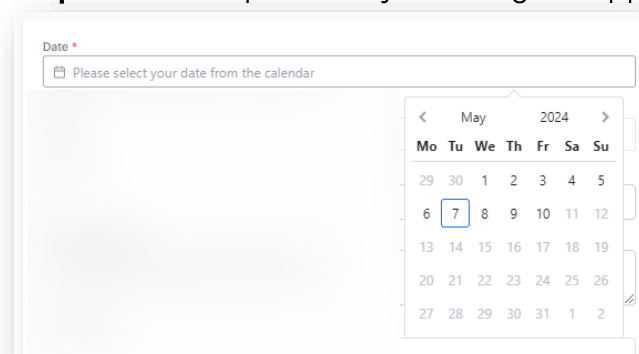 Date *
Please select your date from the calendar
May 2024
Mo Tu We Th Fr Sa Su
29 30 1 2 3 4 5
6 7 8 9 10 11 12
13 14 15 16 17 18 19
20 21 22 23 24 25 26
27 28 29 30 31 1 2